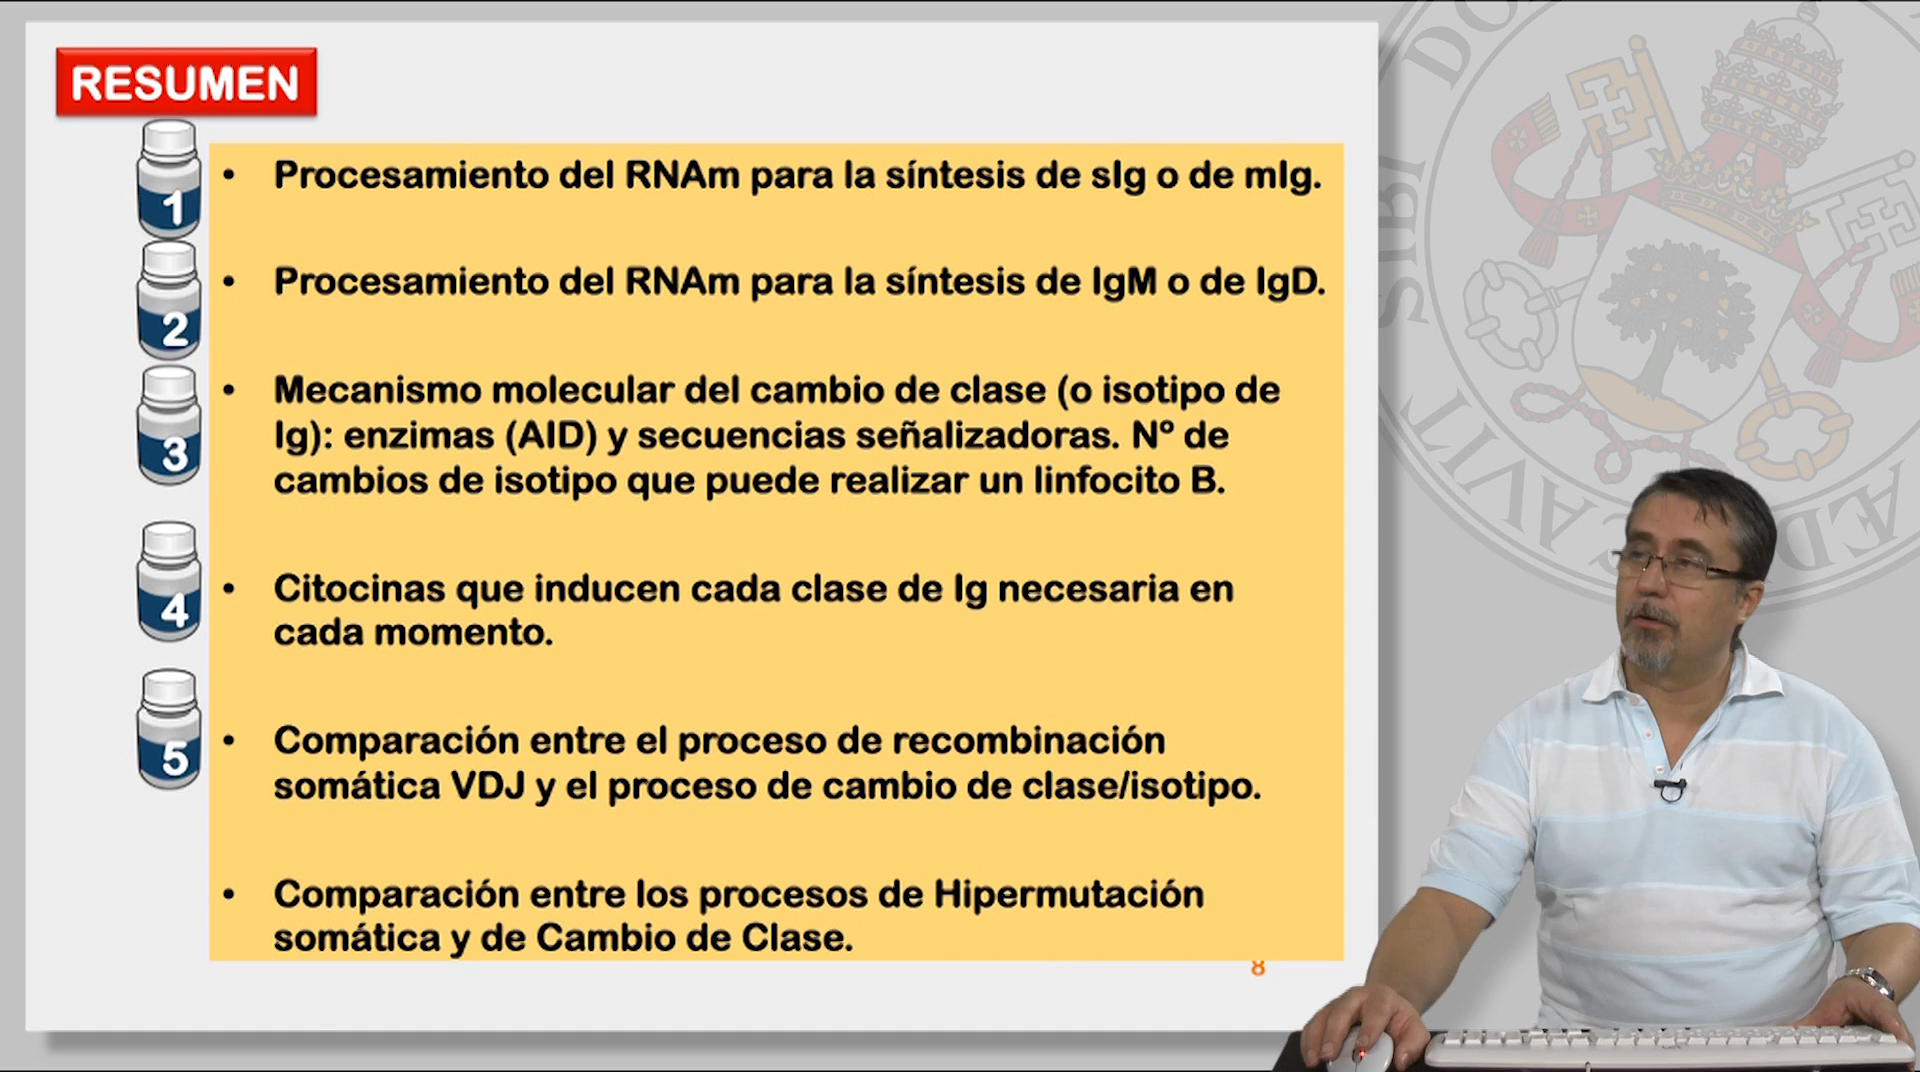 RESUMEN
1
• Procesamiento del RNAm para la síntesis de sIg o de mIg.
2
• Procesamiento del RNAm para la síntesis de IgM o de IgD.
3
• Mecanismo molecular del cambio de clase (o isotipo de
Ig): enzimas (AID) y secuencias señalizadoras. Nº de
cambios de isotipo que puede realizar un linfocito B.
4
• Citocinas que inducen cada clase de Ig necesaria en
cada momento.
5
• Comparación entre el proceso de recombinación
somática VDJ y el proceso de cambio de clase/isotipo.
• Comparación entre los procesos de Hipermutación
somática y de Cambio de Clase.
8
SIBI